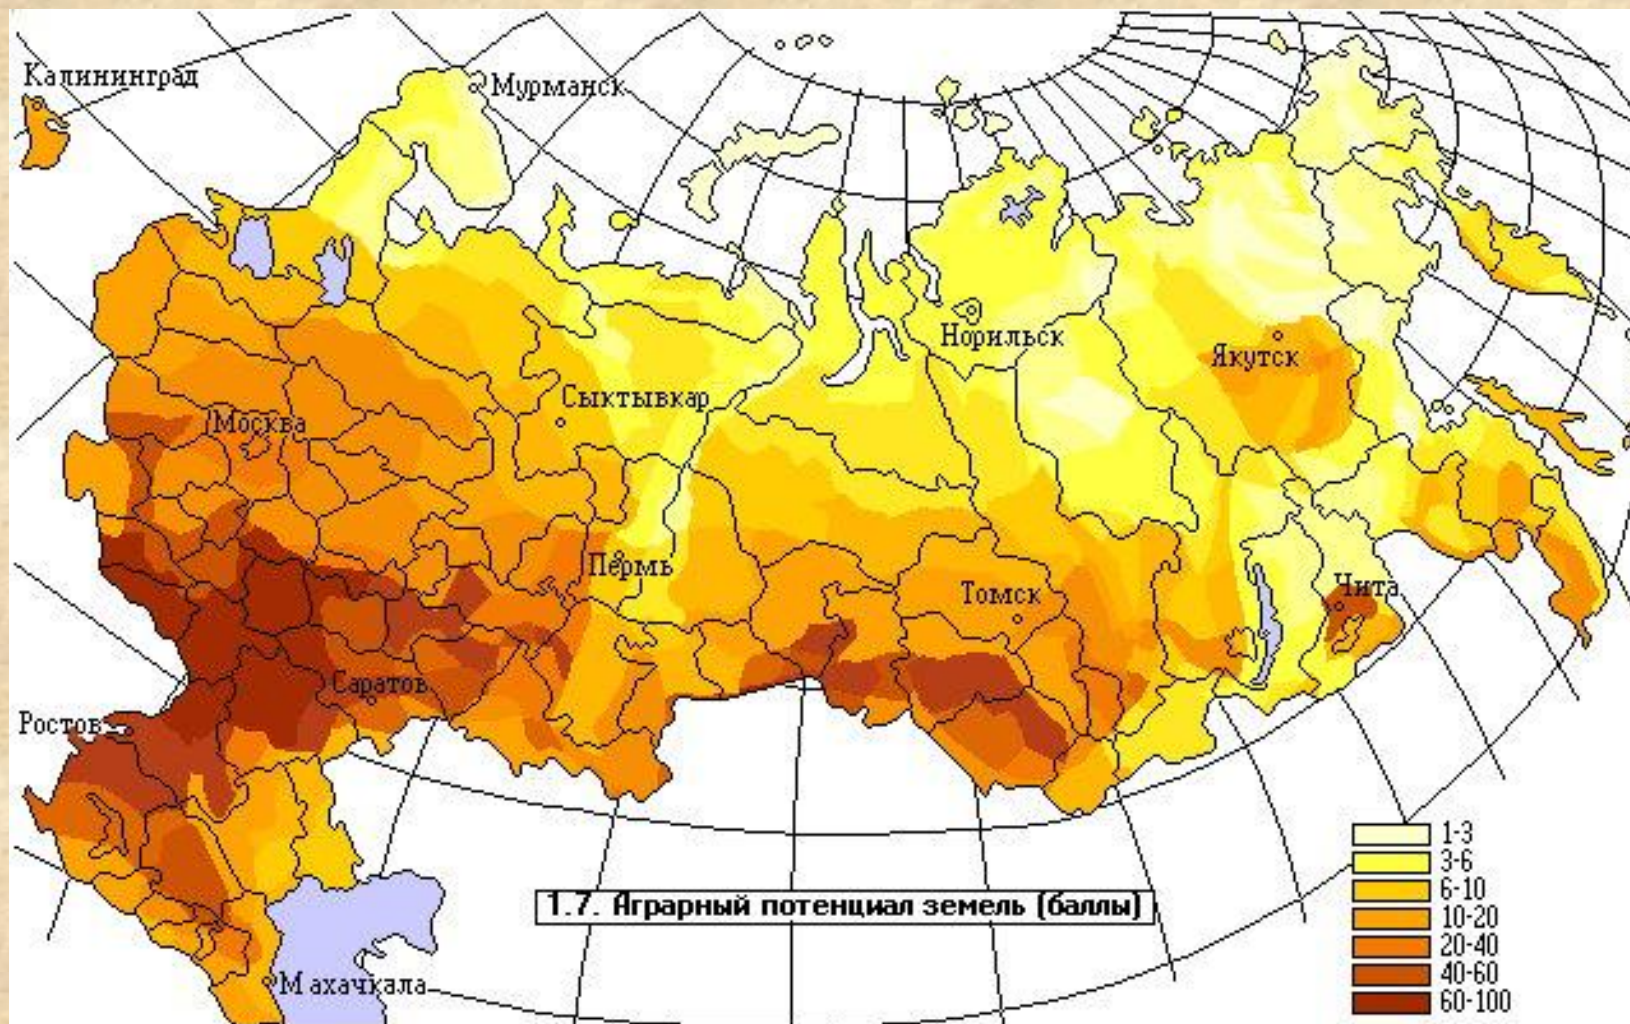 Калининград
Мурманск
Норильск
Якутск
Сыктывкар
Москва
Пермь
Томск
Чита
Саратов
Ростов
1-3
3-6
6-10
10-20
20-40
40-60
60-100
1.7. Аграрный потенциал земель (баллы)
Махачкала